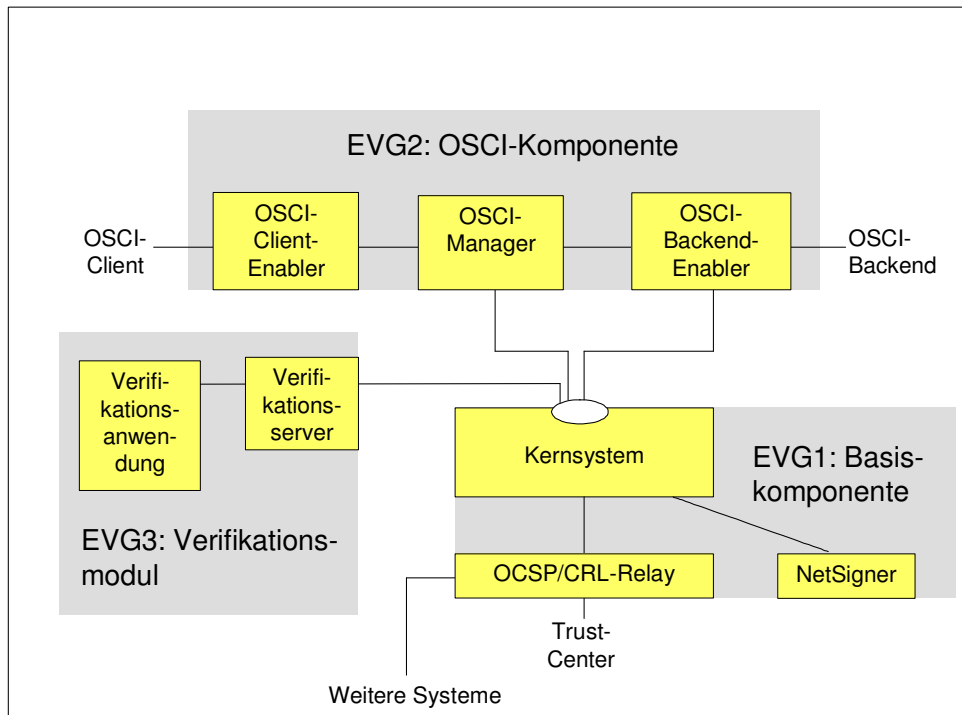 EVG2: OSCI-Komponente
OSCI-
Client
OSCI-
Client-
Enabler
OSCI-
Manager
OSCI-
Backend-
Enabler
OSCI-
Backend
Verifi-
kations-
anwen-
dung
Verifi-
kations-
server
EVG3: Verifikations-
modul
Kernsystem
EVG1: Basis-
komponente
OCSP/CRL-Relay
NetSigner
Trust-
Center
Weitere Systeme